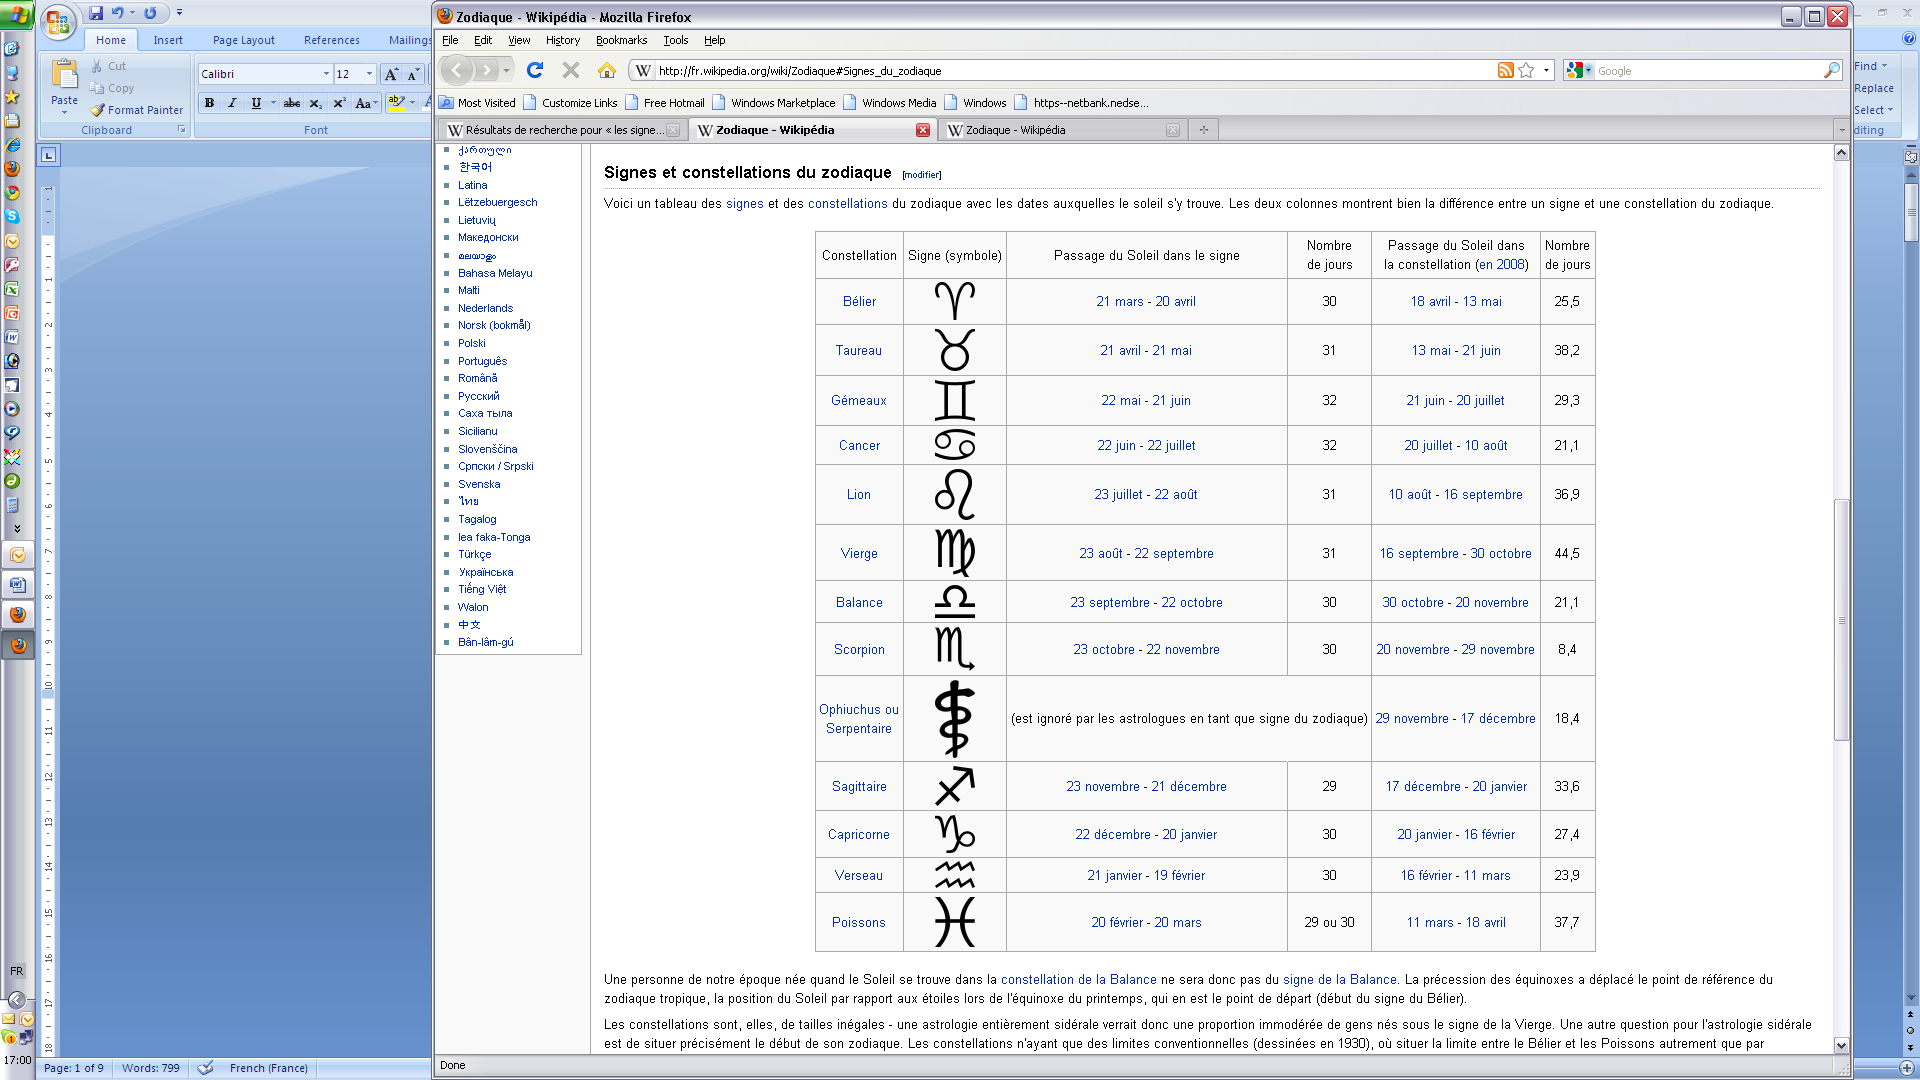 Zodiaque - Wikipédia - Mozilla Firefox
File Edit View History Bookmarks Tools Help
http://fr.wikipedia.org/wiki/Zodiaque#Signes_du_zodiaque
Google
Most Visited Customize Links Free Hotmail Windows Marketplace Windows Media Windows https--netbank.nedse...
Résultats de recherche pour « les signe...
Zodiaque - Wikipédia
Zodiaque - Wikipédia
Home Insert Page Layout References Mailings
Paste
Cut
Copy
Format Painter
Clipboard
Calibri 12
Font
Find
Replace
Select
diting
ქართული
한국어
Latina
Lëtzebuergesch
Lietuvių
Македонски
മലയാളം
Bahasa Melayu
Malti
Nederlands
Norsk (bokmål)
Polski
Português
Română
Русский
Саха тыла
Sicilianu
Slovenščina
Српски / Srpski
Svenska
ไทย
Tagalog
lea faka-Tonga
Türkçe
Українська
Tiếng Việt
Walon
中文
Bân-lâm-gú
Signes et constellations du zodiaque [modifier]
Voici un tableau des signes et des constellations du zodiaque avec les dates auxquelles le soleil s'y trouve. Les deux colonnes montrent bien la différence entre un signe et une constellation du zodiaque.
Constellation Signe (symbole) Passage du Soleil dans le signe Nombre de jours Passage du Soleil dans la constellation (en 2008) Nombre de jours
Bélier ♈ 21 mars - 20 avril 30 18 avril - 13 mai 25,5
Taureau ♉ 21 avril - 21 mai 31 13 mai - 21 juin 38,2
Gémeaux ♊ 22 mai - 21 juin 32 21 juin - 20 juillet 29,3
Cancer ♋ 22 juin - 22 juillet 32 20 juillet - 10 août 21,1
Lion ♌ 23 juillet - 22 août 31 10 août - 16 septembre 36,9
Vierge ♍ 23 août - 22 septembre 31 16 septembre - 30 octobre 44,5
Balance ♎ 23 septembre - 22 octobre 30 30 octobre - 20 novembre 21,1
Scorpion ♏ 23 octobre - 22 novembre 30 20 novembre - 29 novembre 8,4
Ophiuchus ou Serpentaire (est ignoré par les astrologues en tant que signe du zodiaque) 29 novembre - 17 décembre 18,4
Sagittaire ♐ 23 novembre - 21 décembre 29 17 décembre - 20 janvier 33,6
Capricorne ♑ 22 décembre - 20 janvier 30 20 janvier - 16 février 27,4
Verseau ♒ 21 janvier - 19 février 30 16 février - 11 mars 23,9
Poissons ♓ 20 février - 20 mars 29 ou 30 11 mars - 18 avril 37,7
Une personne de notre époque née quand le Soleil se trouve dans la constellation de la Balance ne sera donc pas du signe de la Balance. La précession des équinoxes a déplacé le point de référence du
zodiaque tropique, la position du Soleil par rapport aux étoiles lors de l'équinoxe du printemps, qui en est le point de départ (début du signe du Bélier).
Les constellations sont, elles, de tailles inégales - une astrologie entièrement sidérale verrait donc une proportion immodérée de gens nés sous le signe de la Vierge. Une autre question pour l'astrologie sidérale
est de situer précisément le début de son zodiaque. Les constellations n'ayant que des limites conventionnelles (dessinées en 1930), où situer la limite entre le Bélier et les Poissons autrement que par
Done
FR
17:00
Page: 1 of 9 Words: 799 French (France)